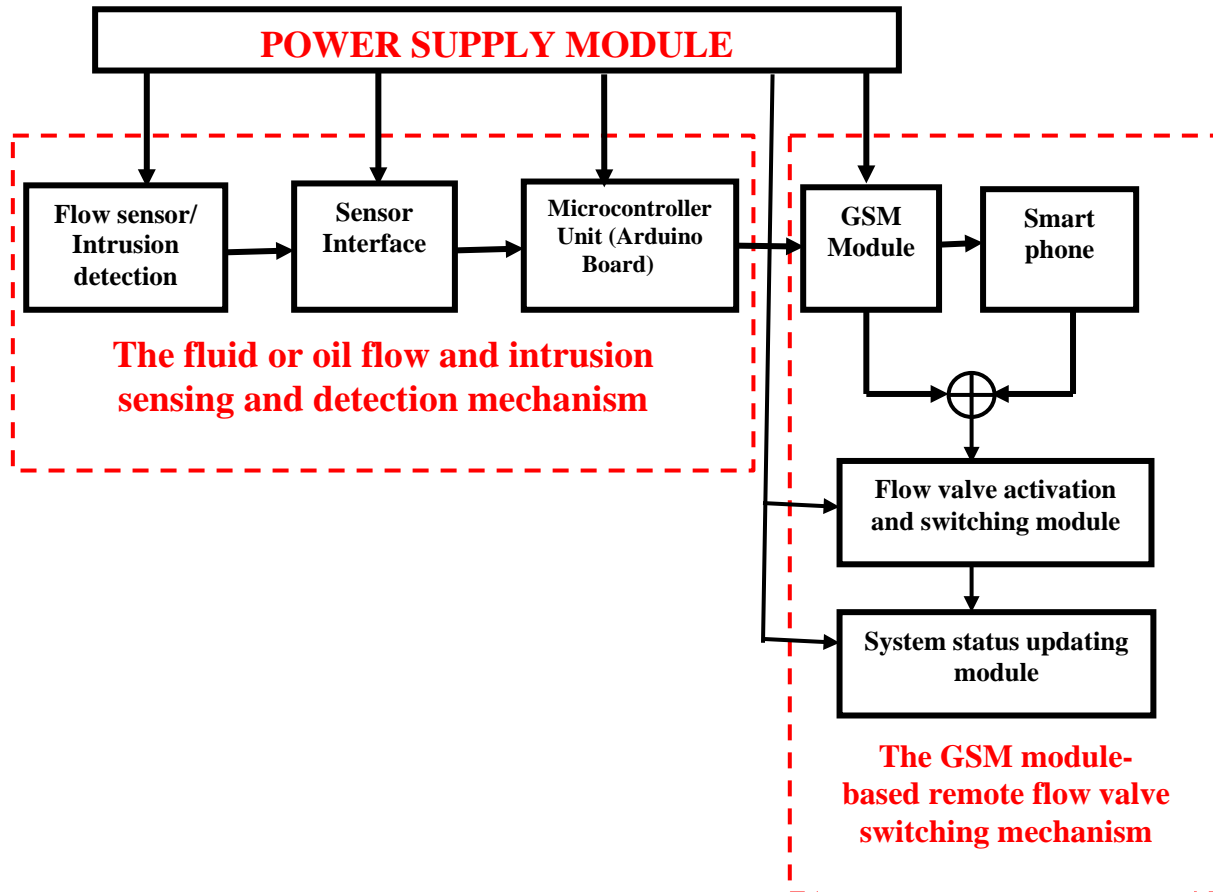 POWER SUPPLY MODULE
Flow sensor/
Intrusion
detection
Sensor
Interface
Microcontroller
Unit (Arduino
Board)
GSM
Module
Smart
phone
The fluid or oil flow and intrusion
sensing and detection mechanism
Flow valve activation
and switching module
System status updating
module
The GSM module-
based remote flow valve
switching mechanism